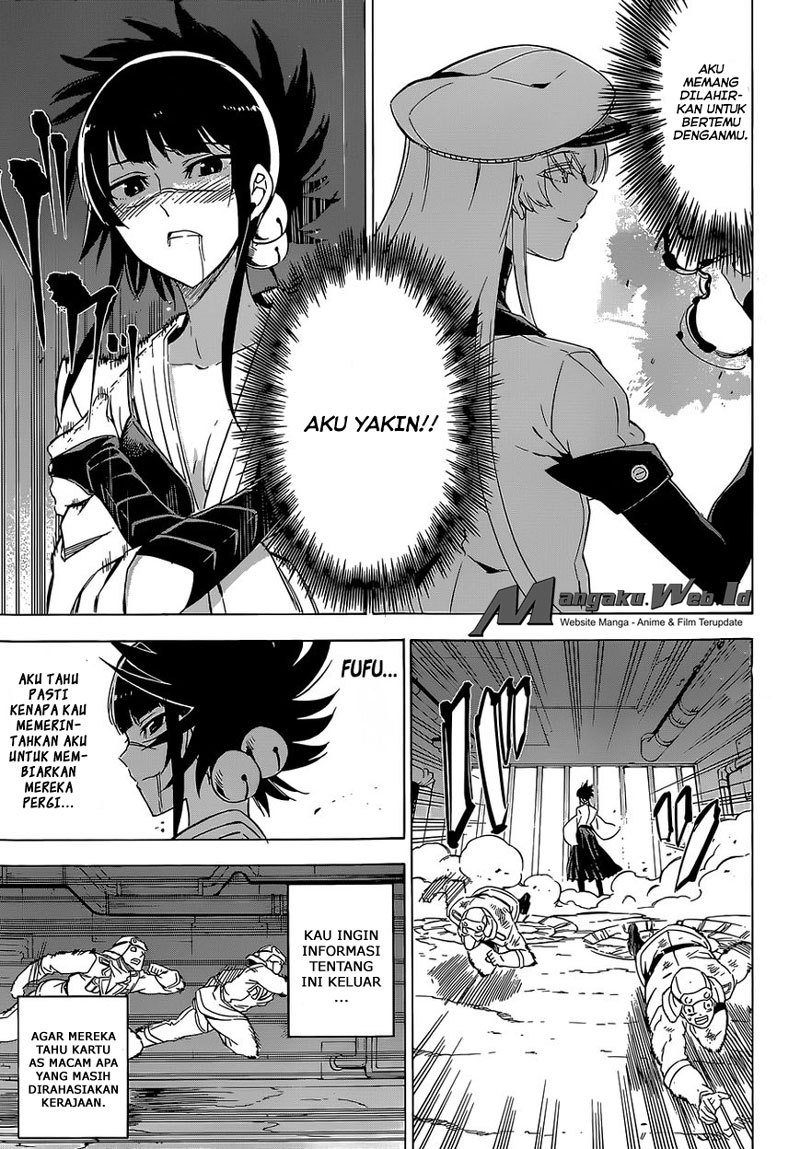 AKU
MEMANG
DILAHIR-
KAN UNTUK
BERTEMU
DENGANMU.
AKU YAKIN!!
Mangaku.Web.Id
Website Manga - Anime & Film Terupdate
FUFU...
AKU TAHU
PASTI
KENAPA KAU
MEMERIN-
TAHKAN AKU
UNTUK MEM-
BIARKAN
MEREKA
PERGI...
KAU INGIN
INFORMASI
TENTANG
INI KELUAR
...
AGAR MEREKA
TAHU KARTU
AS MACAM APA
YANG MASIH
DIRAHASIAKAN
KERAJAAN.